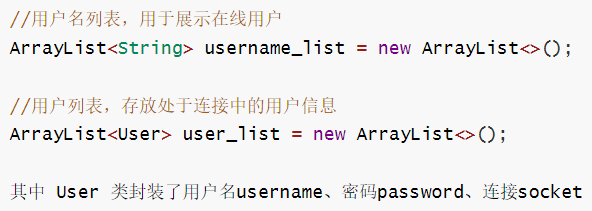 //用户名列表，用于展示在线用户
ArrayList<String> username_list = new ArrayList<>();
//用户列表，存放处于连接中的用户信息
ArrayList<User> user_list = new ArrayList<>();
其中 User 类封装了用户名username、密码password、连接socket